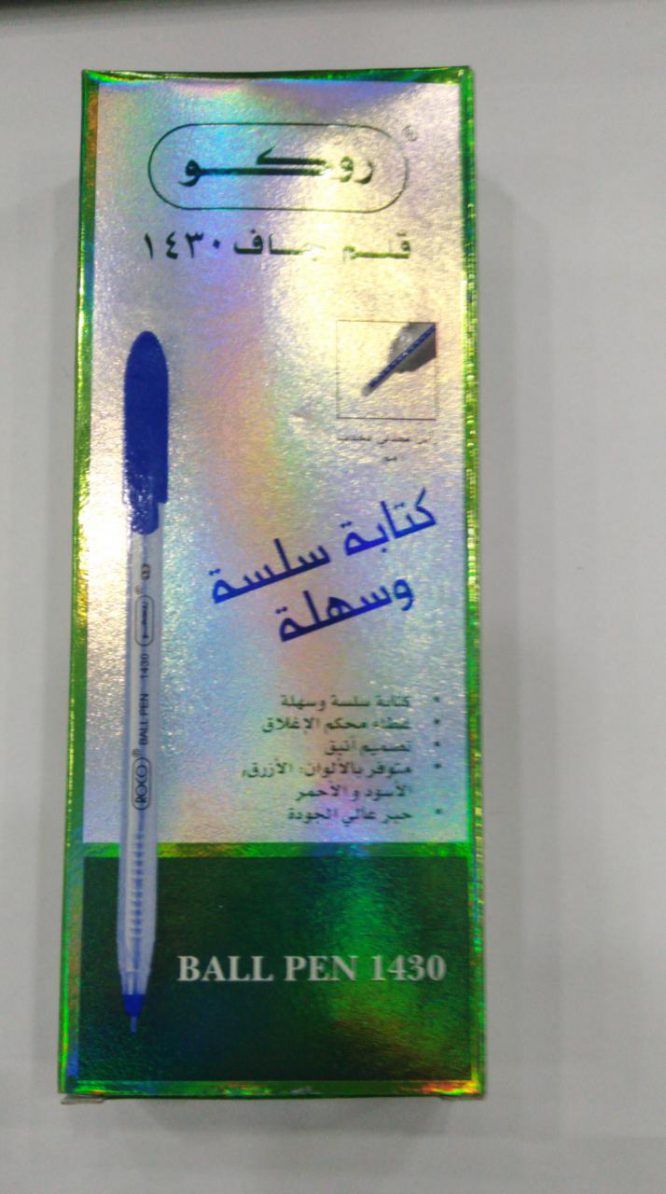 روكو
قلم جاف ١٤٣٠
كتابة سلسة
وسهلة
• كتابة سلسة وسهلة
• غطاء محكم الإغلاق
• تصميم أنيق
• متوفر بالألوان: الأزرق،
الأسود والأحمر
• حبر عالي الجودة
روكو ® BALL PEN 1430 ROCO ®
BALL PEN 1430